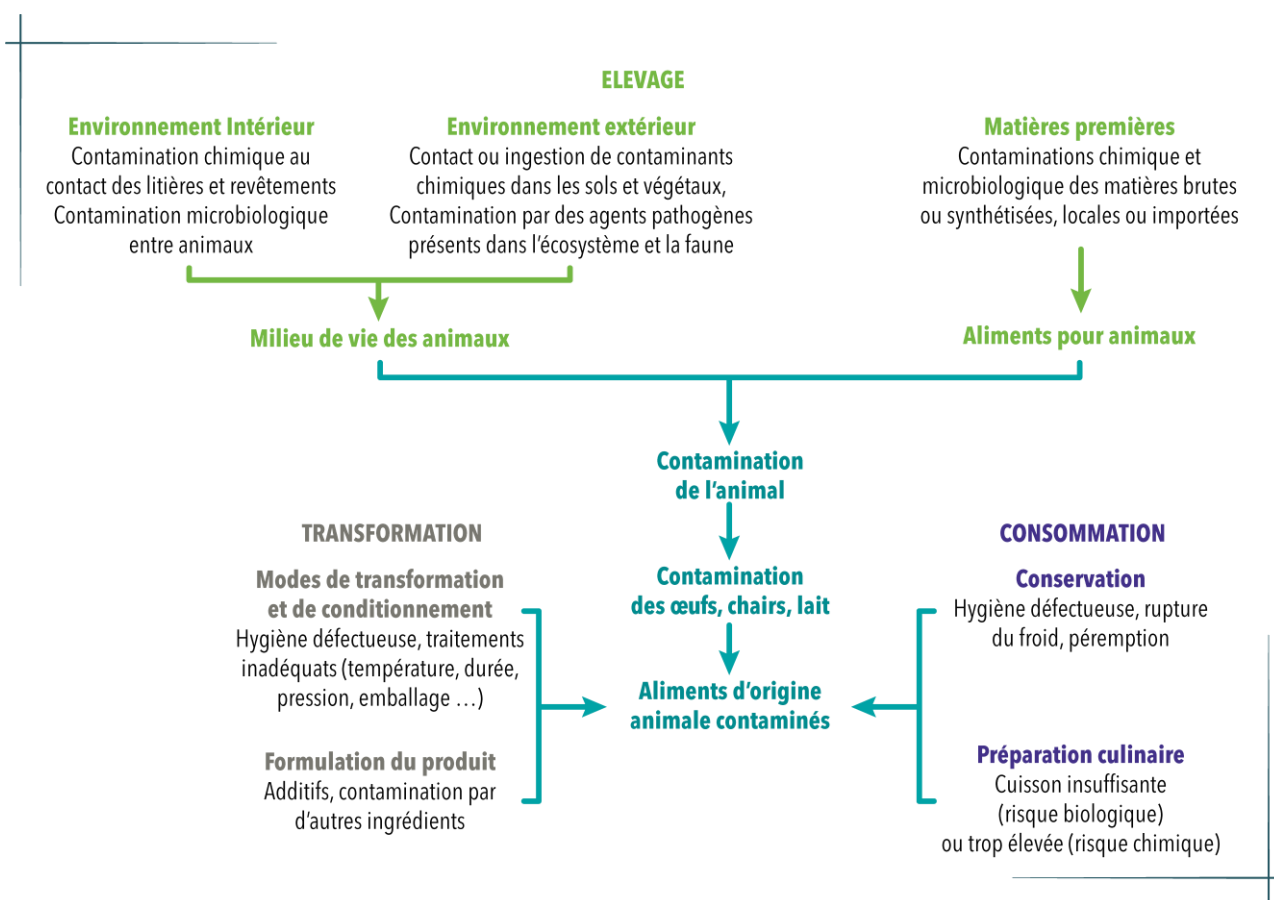 ELEVAGE
Environnement Intérieur
Contamination chimique au
contact des litières et revêtements
Contamination microbiologique
entre animaux
Environnement extérieur
Contact ou ingestion de contaminants
chimiques dans les sols et végétaux,
Contamination par des agents pathogènes
présents dans l’écosystème et la faune
Matières premières
Contaminations chimique et
microbiologique des matières brutes
ou synthétisées, locales ou importées
Milieu de vie des animaux
Aliments pour animaux
Contamination
de l’animal
Contamination
des œufs, chairs, lait
Aliments d’origine
animale contaminés
TRANSFORMATION
Modes de transformation
et de conditionnement
Hygiène défectueuse, traitements
inadéquats (température, durée,
pression, emballage …)
Formulation du produit
Additifs, contamination par
d’autres ingrédients
CONSOMMATION
Conservation
Hygiène défectueuse, rupture
du froid, péremption
Préparation culinaire
Cuisson insuffisante
(risque biologique)
ou trop élevée (risque chimique)